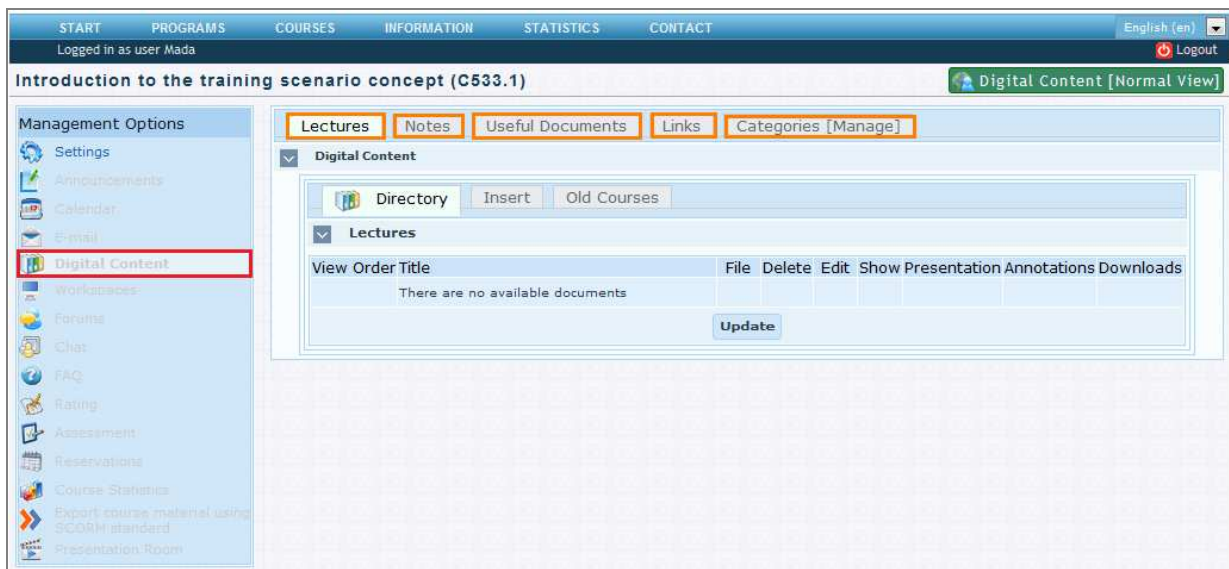 START PROGRAMS COURSES INFORMATION STATISTICS CONTACT English (en)
Logged in as user Mada Logout
Introduction to the training scenario concept (C533.1) Digital Content [Normal View]
Management Options
Settings
Announcements
Calendar
E-mail
Digital Content
Workspaces
Forums
Chat
FAQ
Rating
Assessment
Reservations
Course Statistics
Export course material using
SCORM standard
Presentation Room
Lectures Notes Useful Documents Links Categories [Manage]
Digital Content
Directory Insert Old Courses
Lectures
View Order Title File Delete Edit Show Presentation Annotations Downloads
There are no available documents
Update